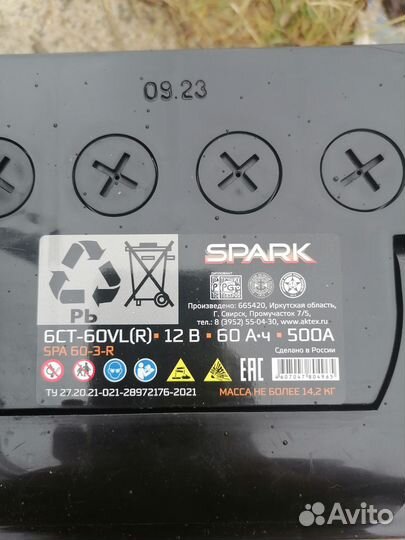 09.23
SPARK
Pb
Произведено: 665420, Иркутская область,
Г. Свирск, Промучасток 7/5,
тел.: 8 (3952) 55-04-30, www.aktex.ru
6СТ-60VL(R) • 12 В • 60 А•ч • 500А
SPA 60-3-R
Сделано в России
EAC
4607047804963
ТУ 27.20.21-021-28972176-2021
МАССА НЕ БОЛЕЕ 14,2 КГ
Avito